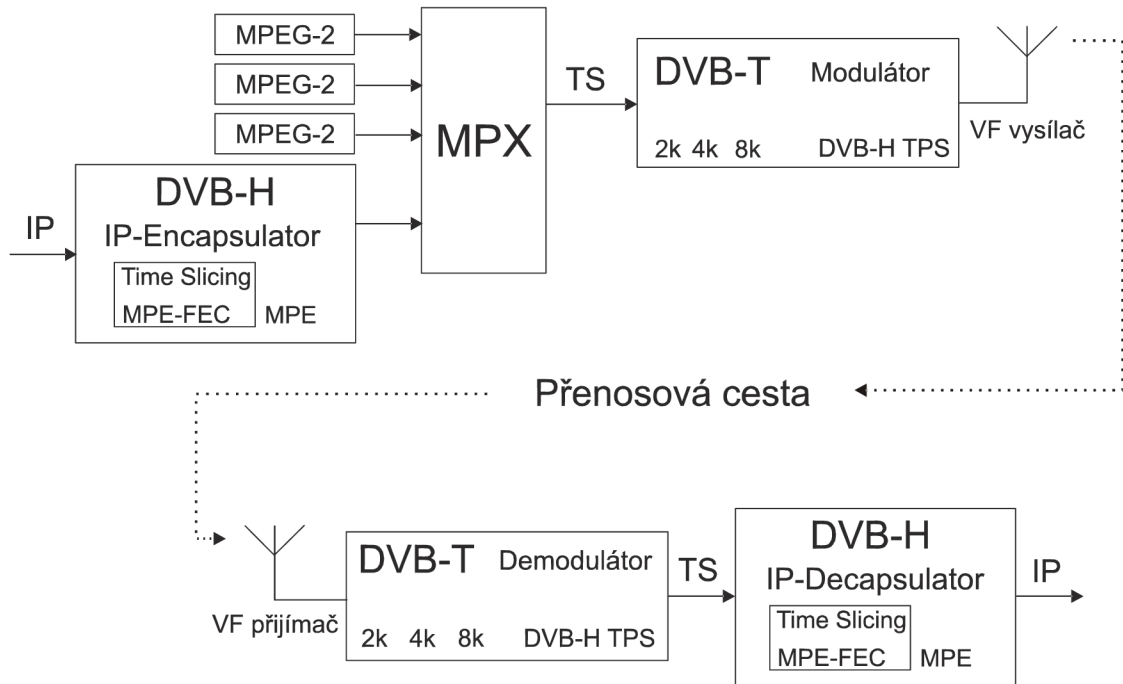 MPEG-2
MPEG-2
MPEG-2
MPX
TS
DVB-T Modulátor
2k 4k 8k DVB-H TPS
VF vysílač
IP
DVB-H
IP-Encapsulator
Time Slicing
MPE-FEC MPE
Přenosová cesta
VF přijímač
DVB-T Demodulátor
2k 4k 8k DVB-H TPS
TS
DVB-H
IP-Decapsulator
Time Slicing
MPE-FEC MPE
IP